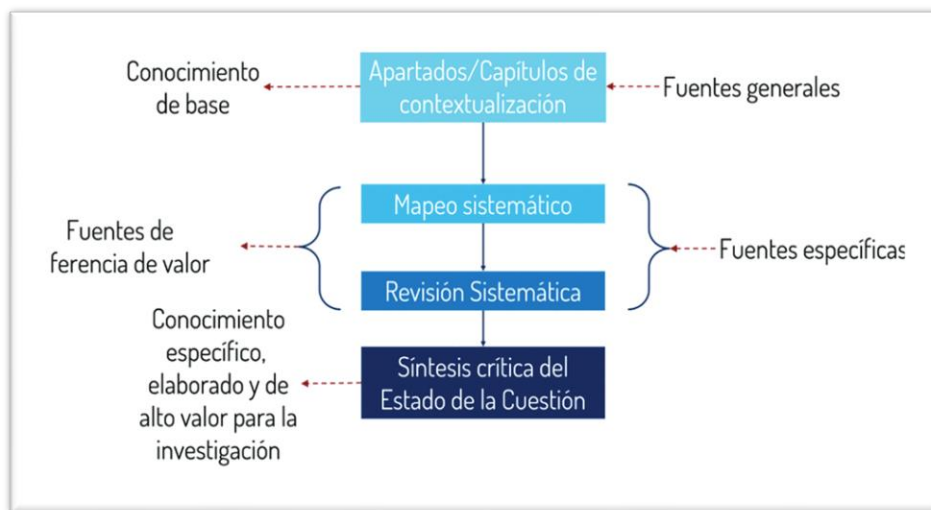 Conocimiento
de base
Apartados/Capítulos de
contextualización
Fuentes generales
Mapeo sistemático
Fuentes de
ferencia de valor
Revisión Sistemática
Fuentes específicas
Conocimiento
específico,
elaborado y de
alto valor para la
investigación
Síntesis crítica del
Estado de la Cuestión